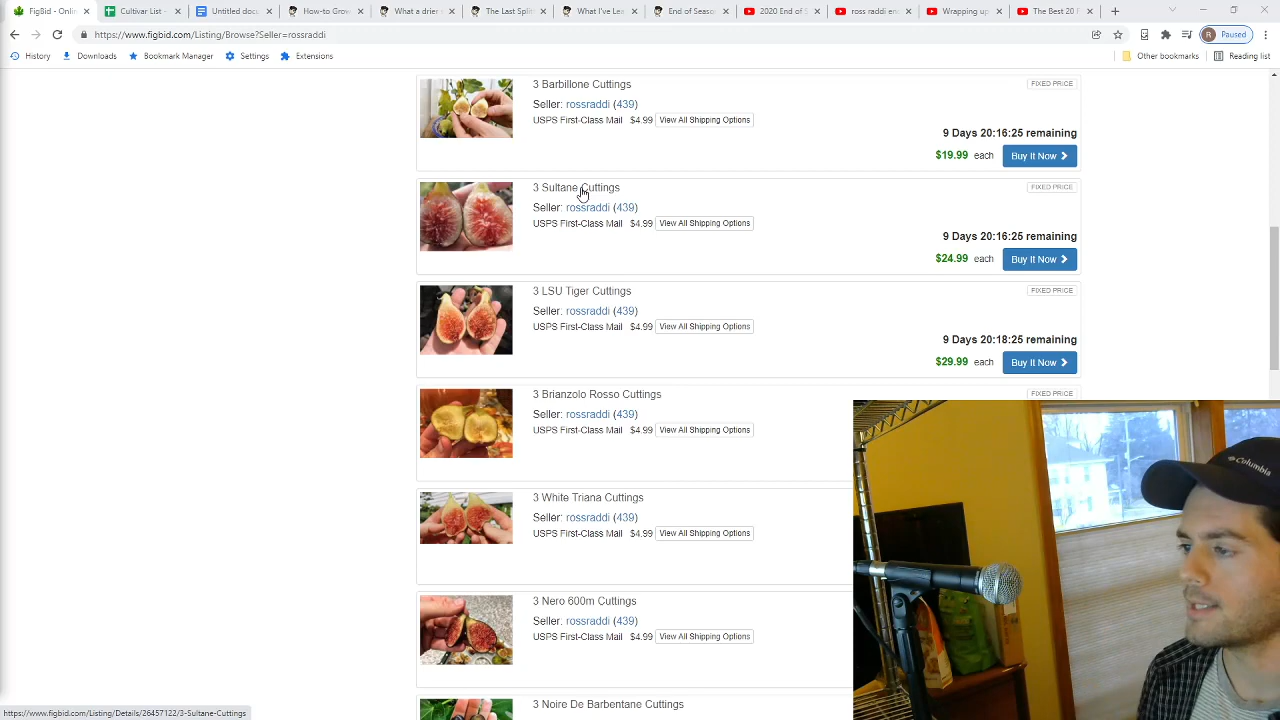 FigBid - Onlin
Cultivar List -
Untitled docu
How-to Grow
What a drier
The Last Split
What I've Lea
End of Season
2020 End of S
ross raddi en
Wrapping up
The Best 20 F
https://www.figbid.com/Listing/Browse?Seller=rossraddi
R Paused
History Downloads Bookmark Manager Settings Extensions Other bookmarks Reading list
3 Barbillone Cuttings FIXED PRICE
Seller: rossraddi (439)
USPS First-Class Mail $4.99 View All Shipping Options
9 Days 20:16:25 remaining
$19.99 each Buy It Now
3 Sultane Cuttings FIXED PRICE
Seller: rossraddi (439)
USPS First-Class Mail $4.99 View All Shipping Options
9 Days 20:16:25 remaining
$24.99 each Buy It Now
3 LSU Tiger Cuttings FIXED PRICE
Seller: rossraddi (439)
USPS First-Class Mail $4.99 View All Shipping Options
9 Days 20:18:25 remaining
$29.99 each Buy It Now
3 Brianzolo Rosso Cuttings FIXED PRICE
Seller: rossraddi (439)
USPS First-Class Mail $4.99 View All Shipping Options
3 White Triana Cuttings
Seller: rossraddi (439)
USPS First-Class Mail $4.99 View All Shipping Options
3 Nero 600m Cuttings
Seller: rossraddi (439)
USPS First-Class Mail $4.99 View All Shipping Options
3 Noire De Barbentane Cuttings
Columbia
https://www.figbid.com/Listing/Details/26457122/3-Sultane-Cuttings